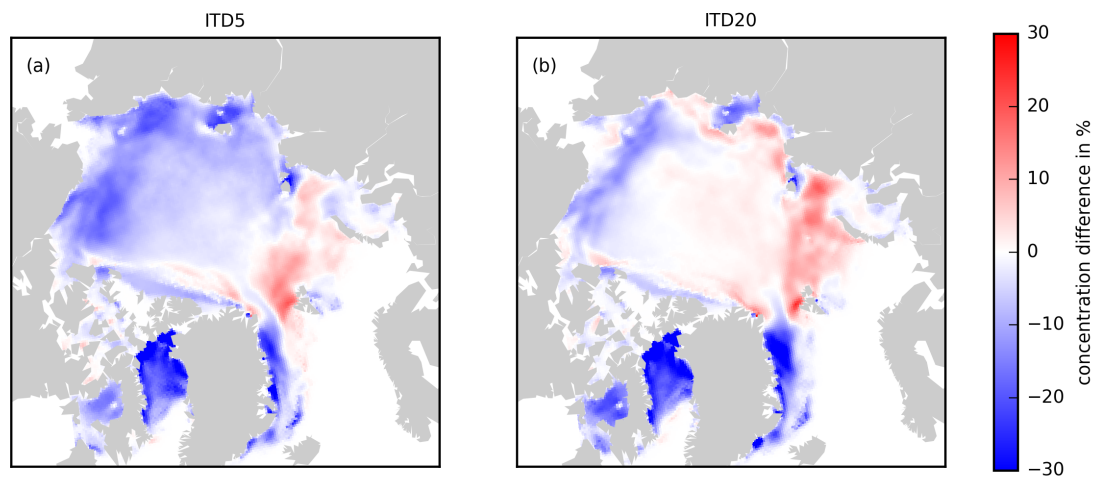 ITD5
ITD20
(a)
(b)
30
20
10
0
−10
−20
−30
concentration difference in %